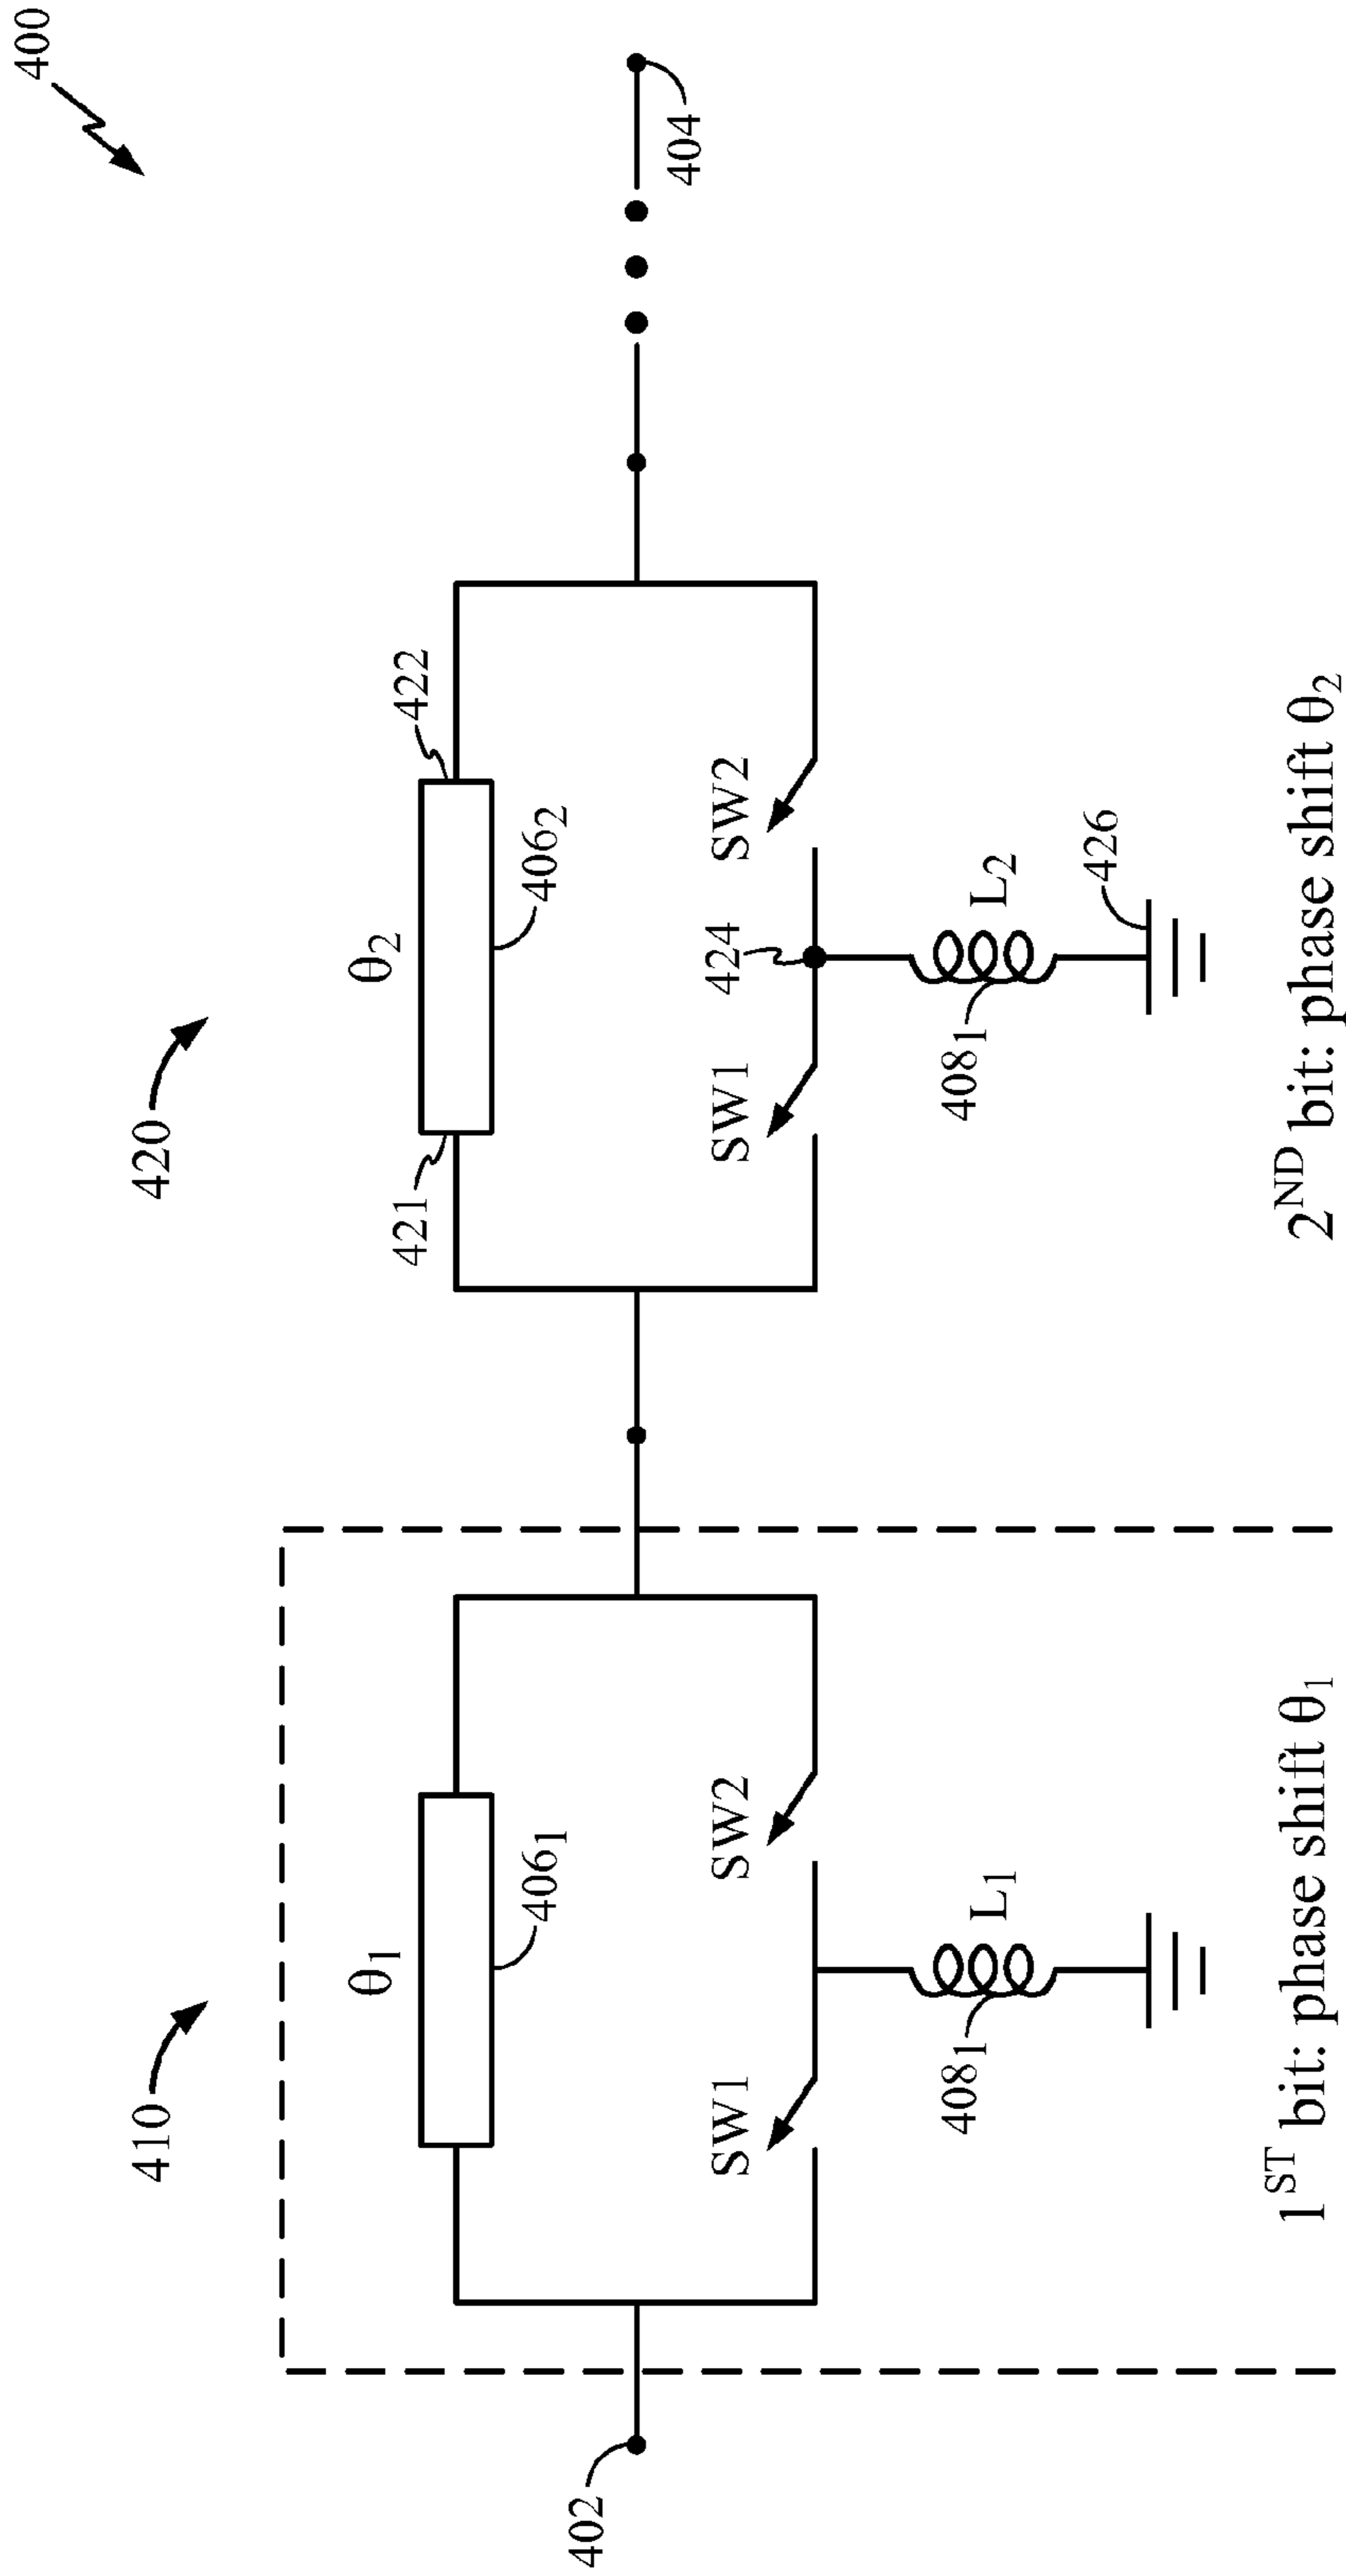 400
410
420
θ₁
θ₂
421
422
406₁
406₂
402
404
SW1
SW2
SW1
424
SW2
408₁
L₁
408₁
L₂
426
1ST bit: phase shift θ₁
2ND bit: phase shift θ₂